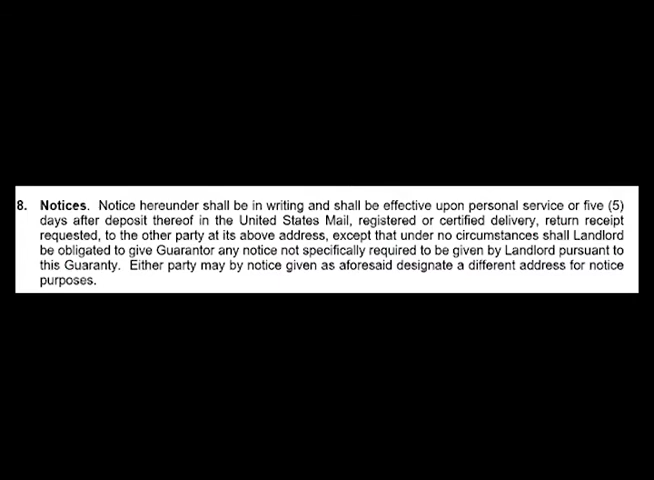 8. Notices. Notice hereunder shall be in writing and shall be effective upon personal service or five (5)
days after deposit thereof in the United States Mail, registered or certified delivery, return receipt
requested, to the other party at its above address, except that under no circumstances shall Landlord
be obligated to give Guarantor any notice not specifically required to be given by Landlord pursuant to
this Guaranty. Either party may by notice given as aforesaid designate a different address for notice
purposes.